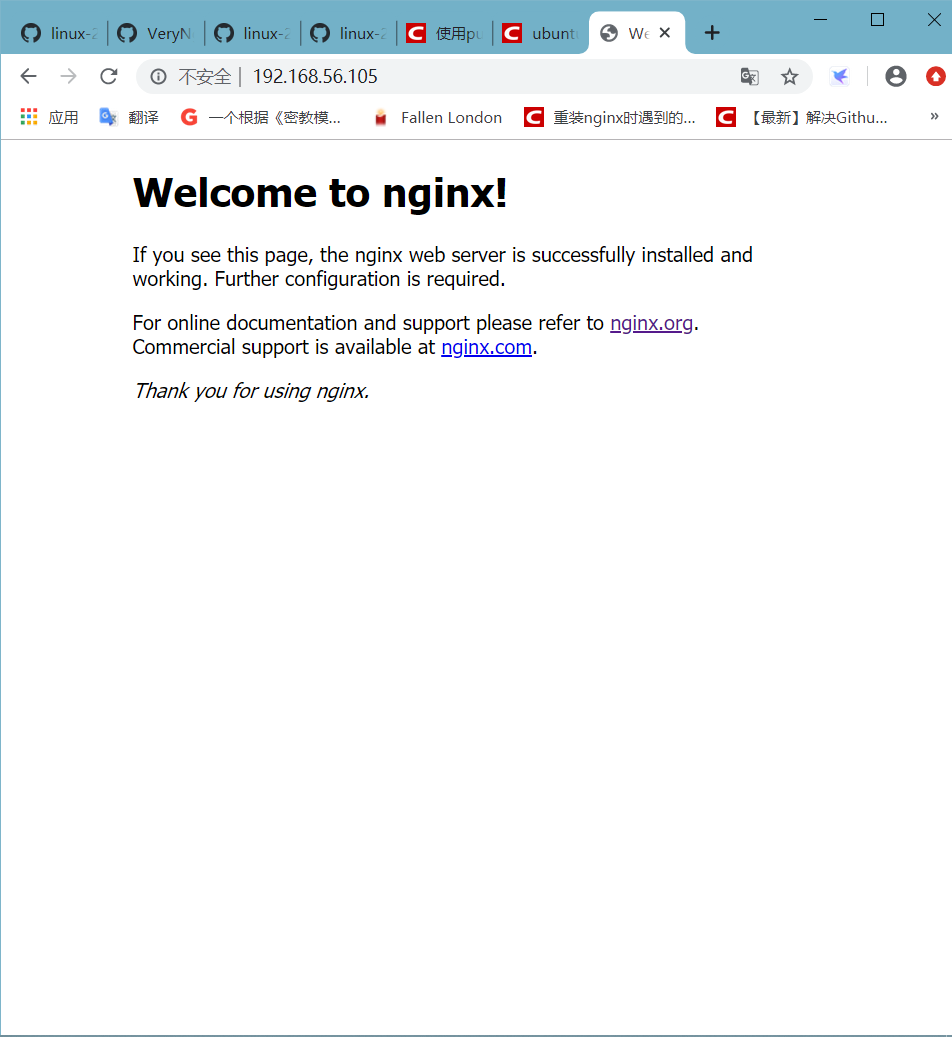 linux-2
VeryN
linux-2
linux-2
使用pu
ubunt
We
不安全 | 192.168.56.105
应用
翻译
一个根据《密教模...
Fallen London
重装nginx时遇到的...
【最新】解决Githu...
»
Welcome to nginx!
If you see this page, the nginx web server is successfully installed and
working. Further configuration is required.
For online documentation and support please refer to nginx.org.
Commercial support is available at nginx.com.
Thank you for using nginx.